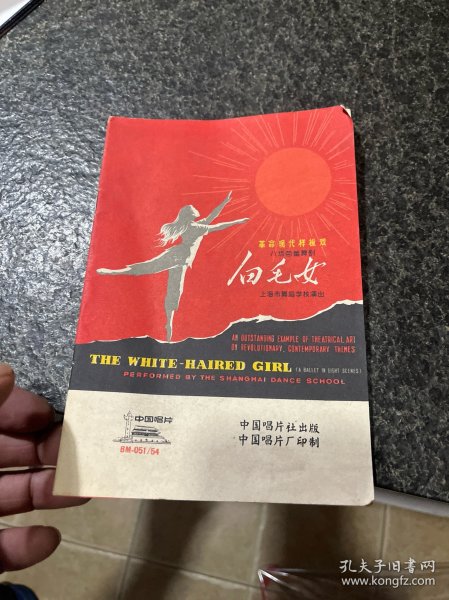 革命现代样板戏
八场芭蕾舞剧
白毛女
上海市舞蹈学校演出
AN OUTSTANDING EXAMPLE OF THEATRICAL ART
ON REVOLUTIONARY, CONTEMPORARY THEMES
THE WHITE-HAIRED GIRL (A BALLET IN EIGHT SCENES)
PERFORMED BY THE SHANGHAI DANCE SCHOOL
中国唱片
BM-051/54
中国唱片社出版
中国唱片厂印制
孔夫子旧书网
www.kongfz.com